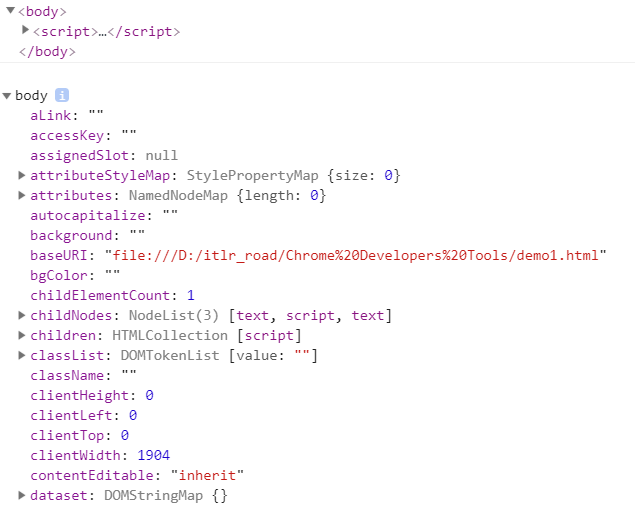 ▼<body>
▶<script>…</script>
</body>
▼body i
aLink: ""
accessKey: ""
assignedSlot: null
▶attributeStyleMap: StylePropertyMap {size: 0}
▶attributes: NamedNodeMap {length: 0}
autocapitalize: ""
background: ""
baseURI: "file:///D:/itlr_road/Chrome%20Developers%20Tools/demo1.html"
bgColor: ""
childElementCount: 1
▶childNodes: NodeList(3) [text, script, text]
▶children: HTMLCollection [script]
▶classList: DOMTokenList [value: ""]
className: ""
clientHeight: 0
clientLeft: 0
clientTop: 0
clientWidth: 1904
contentEditable: "inherit"
▶dataset: DOMStringMap {}